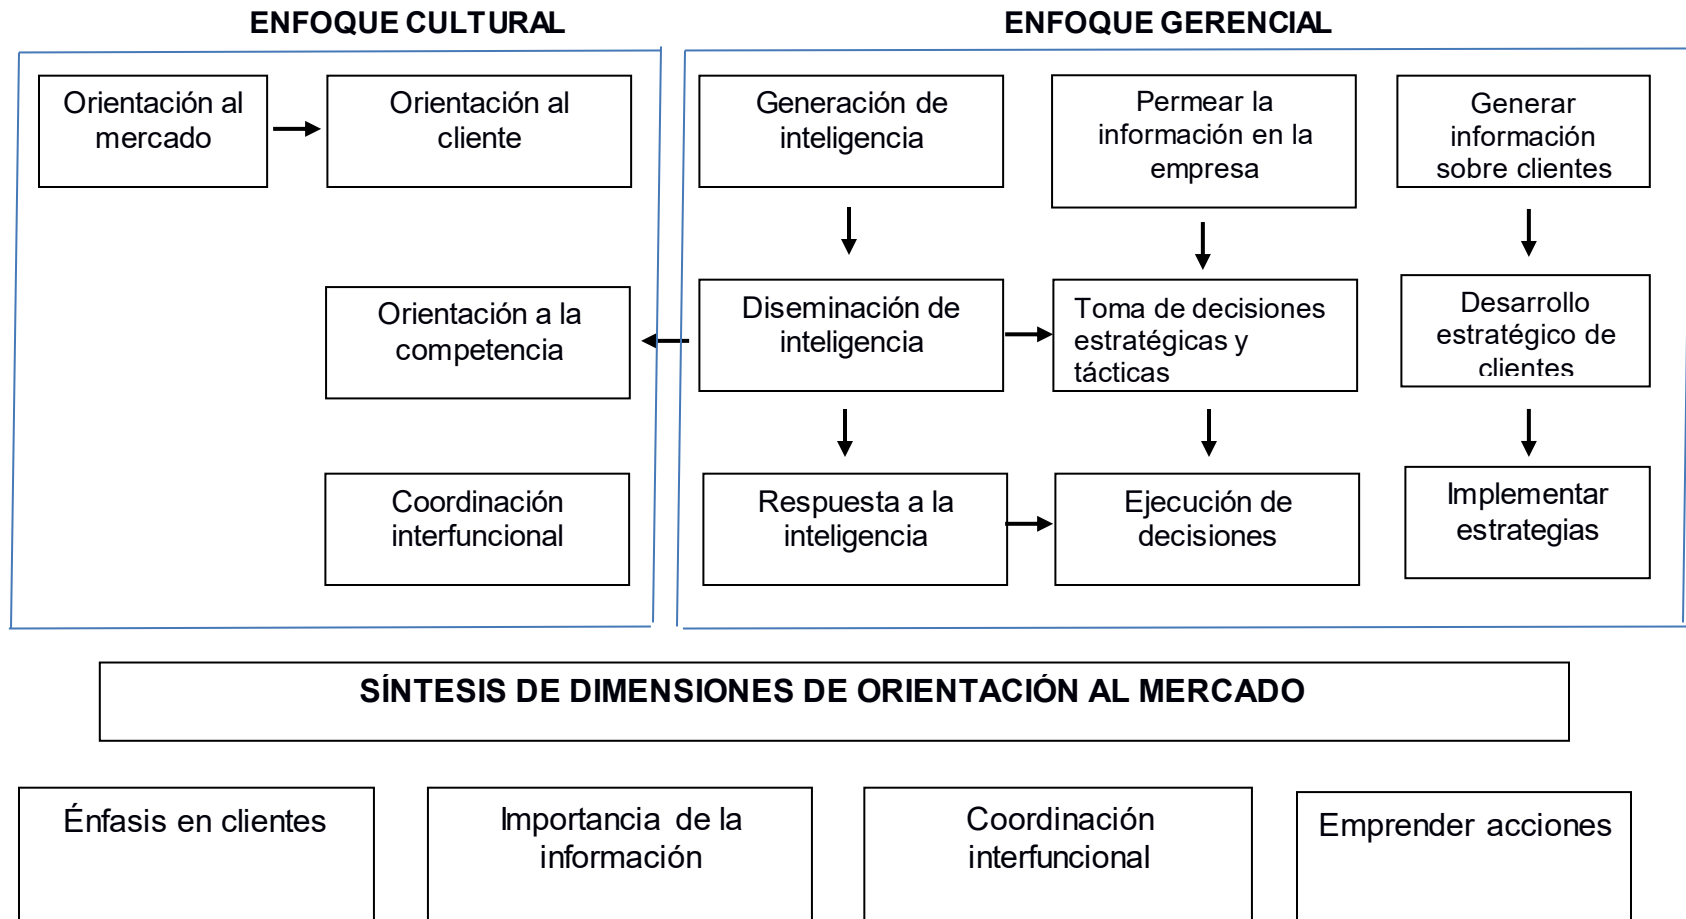 ENFOQUE CULTURAL
ENFOQUE GERENCIAL
Orientación al
mercado
Orientación al
cliente
Generación de
inteligencia
Permear la
información en la
empresa
Generar
información
sobre clientes
Orientación a la
competencia
Diseminación de
inteligencia
Toma de decisiones
estratégicas y
tácticas
Desarrollo
estratégico de
clientes
Coordinación
interfuncional
Respuesta a la
inteligencia
Ejecución de
decisiones
Implementar
estrategias
SÍNTESIS DE DIMENSIONES DE ORIENTACIÓN AL MERCADO
Énfasis en clientes
Importancia de la
información
Coordinación
interfuncional
Emprender acciones